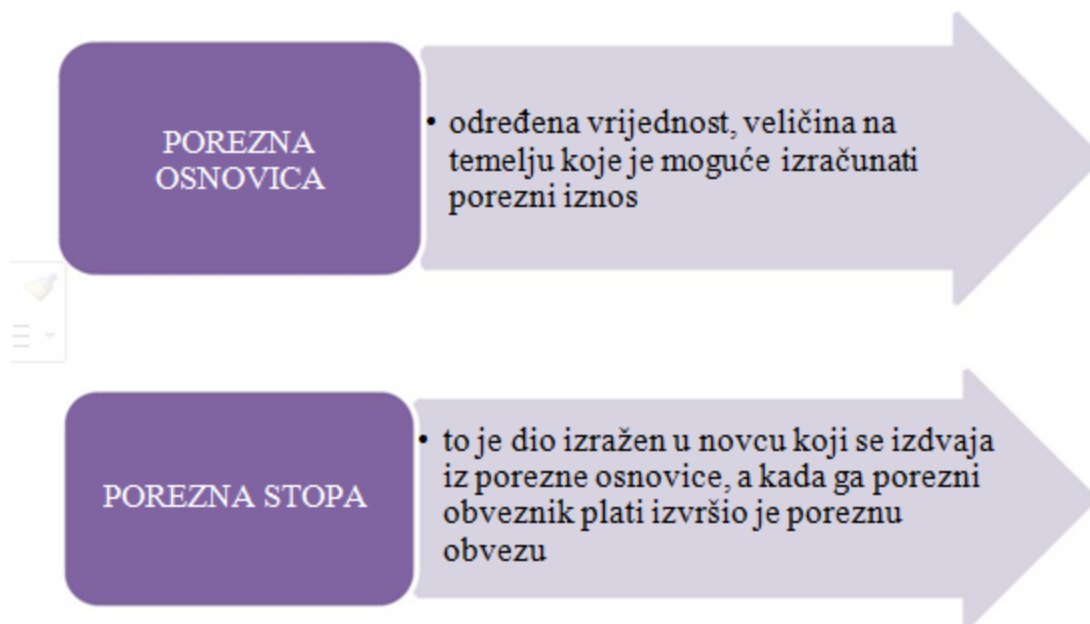 POREZNA
OSNOVICA
• određena vrijednost, veličina na
temelju koje je moguće izračunati
porezni iznos
POREZNA STOPA
• to je dio izražen u novcu koji se izdvaja
iz porezne osnovice, a kada ga porezni
obveznik plati izvršio je poreznu
obvezu